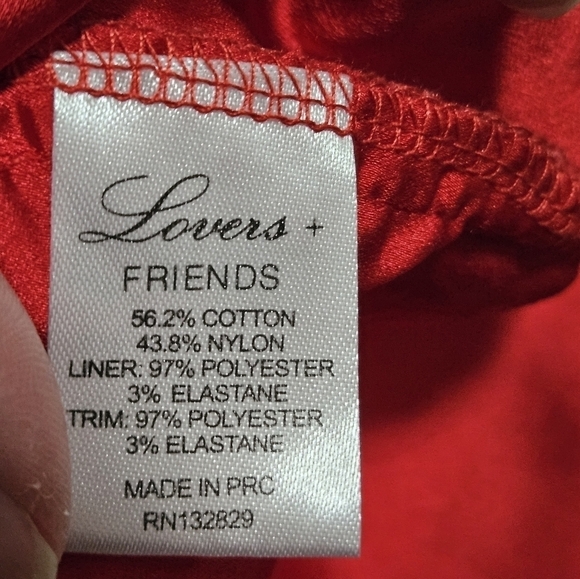 Lovers +
FRIENDS
56.2% COTTON
43.8% NYLON
LINER: 97% POLYESTER
3% ELASTANE
TRIM: 97% POLYESTER
3% ELASTANE
MADE IN PRC
RN132829